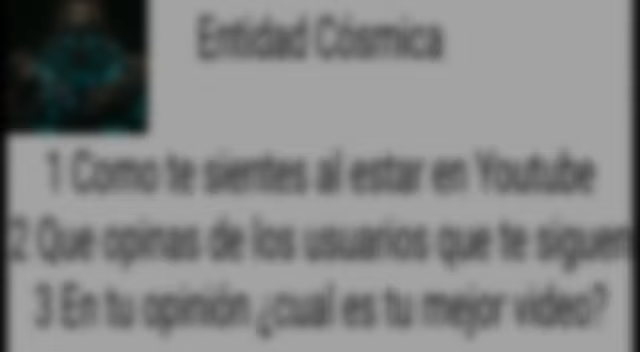 Entidad Cósmica
1 Como te sientes al estar en Youtube
2 Que opinas de los usuarios que te siguen
3 En tu opinión ¿cual es tu mejor video?